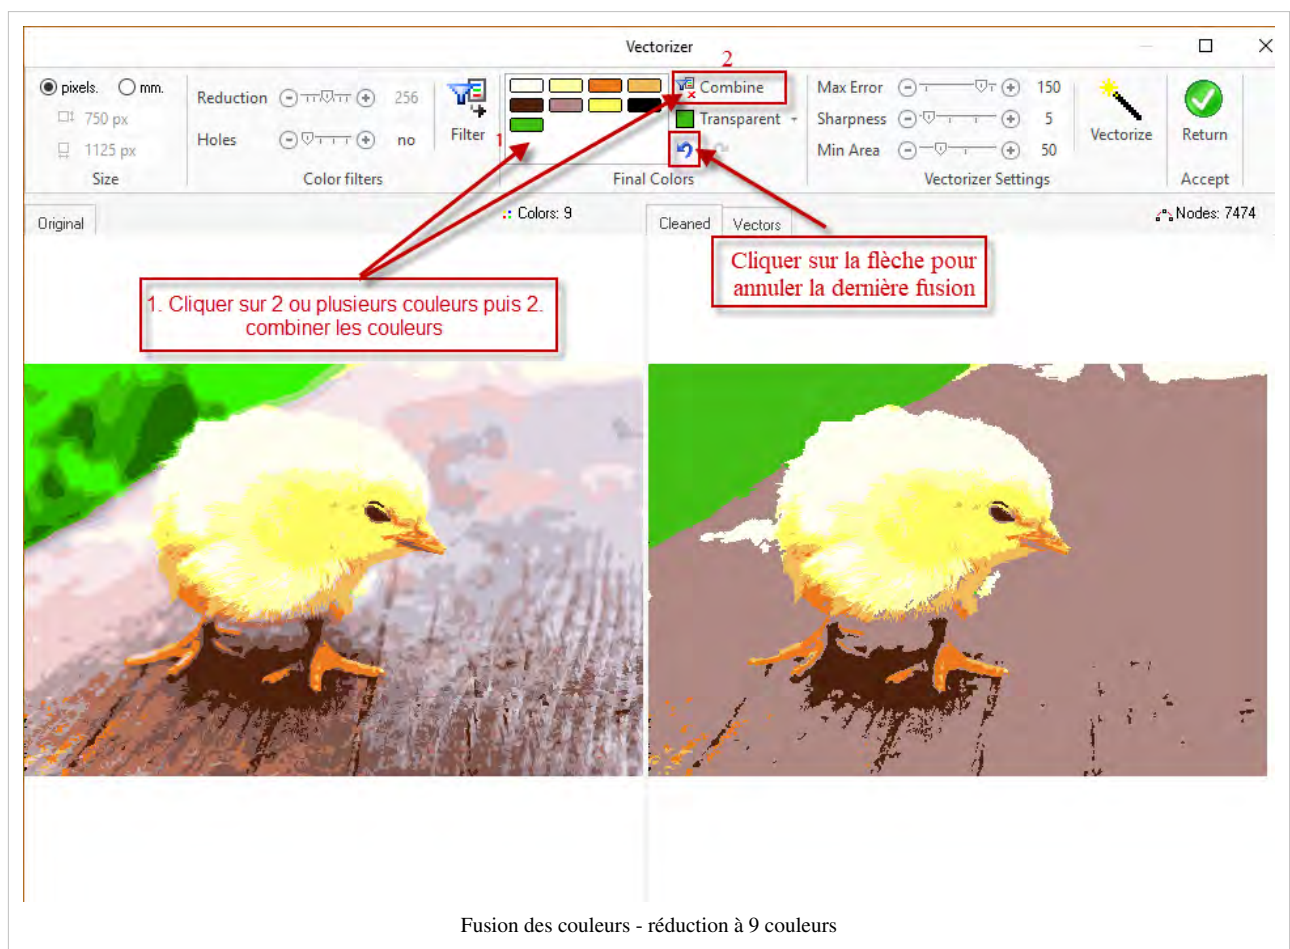 Vectorizer
2
pixels. mm.
750 px
1125 px
Size
Reduction 256
Holes no
Color filters
Filter
1
Combine
Transparent
Final Colors
Max Error 150
Sharpness 5
Min Area 50
Vectorizer Settings
Vectorize
Return
Accept
Original
Colors: 9
Cleaned Vectors
Nodes: 7474
Cliquer sur la flèche pour
annuler la dernière fusion
1. Cliquer sur 2 ou plusieurs couleurs puis 2.
combiner les couleurs
Fusion des couleurs - réduction à 9 couleurs